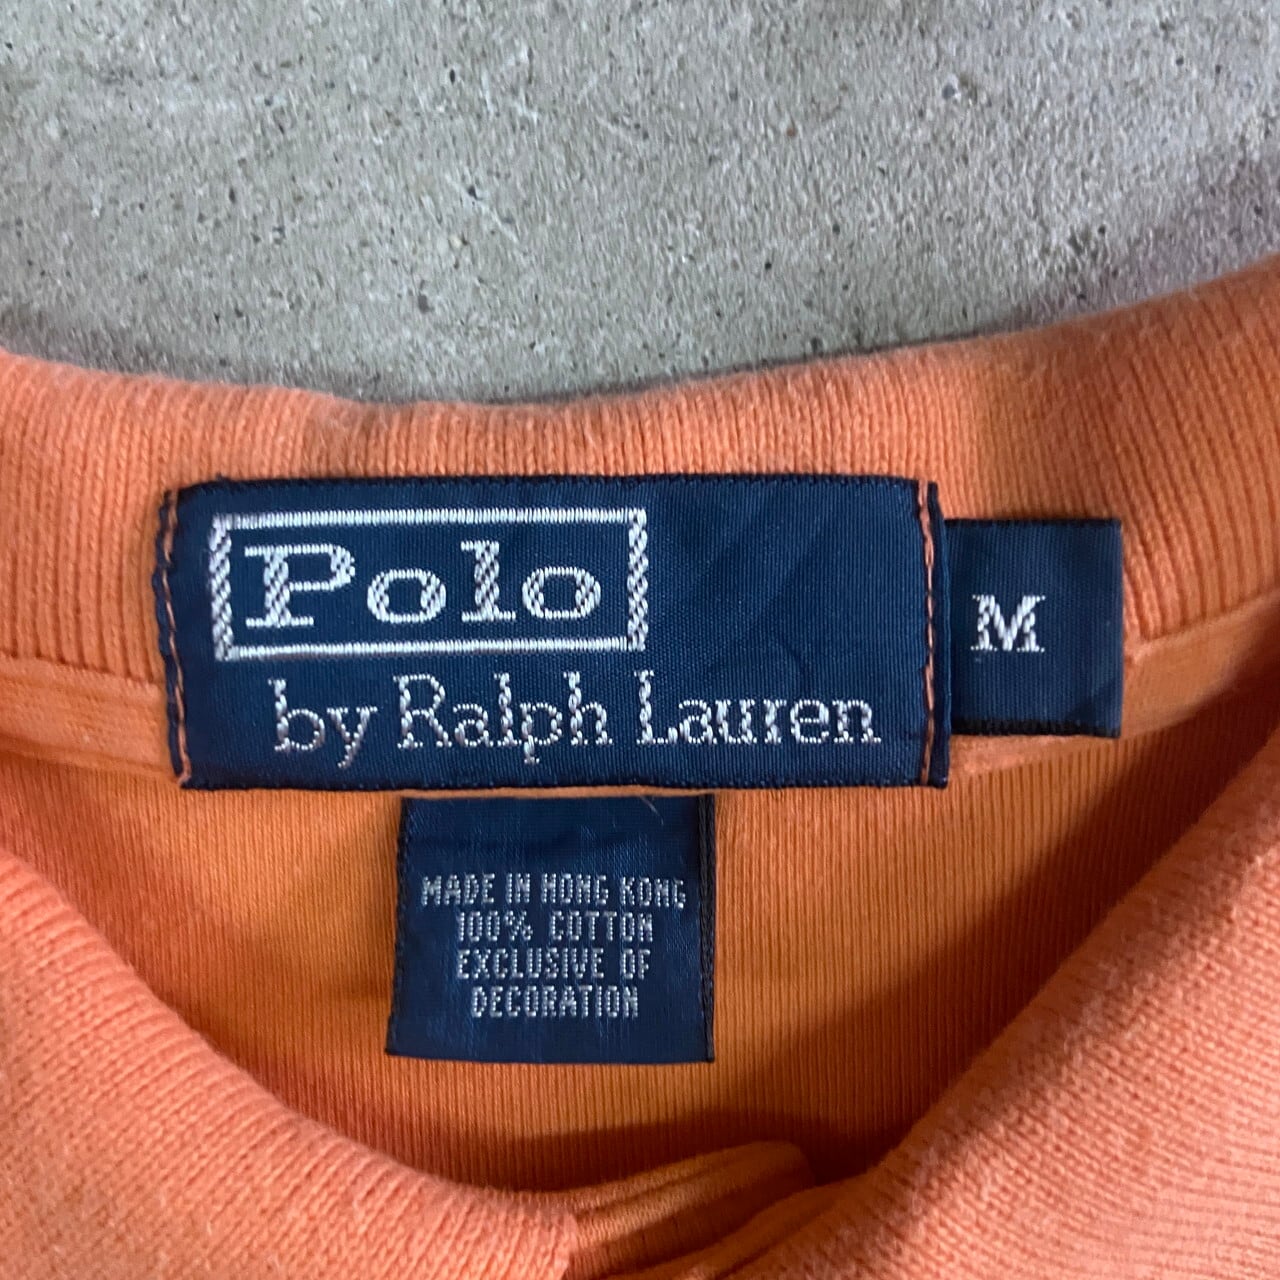 Polo
by Ralph Lauren
M
MADE IN HONG KONG
100% COTTON
EXCLUSIVE OF
DECORATION